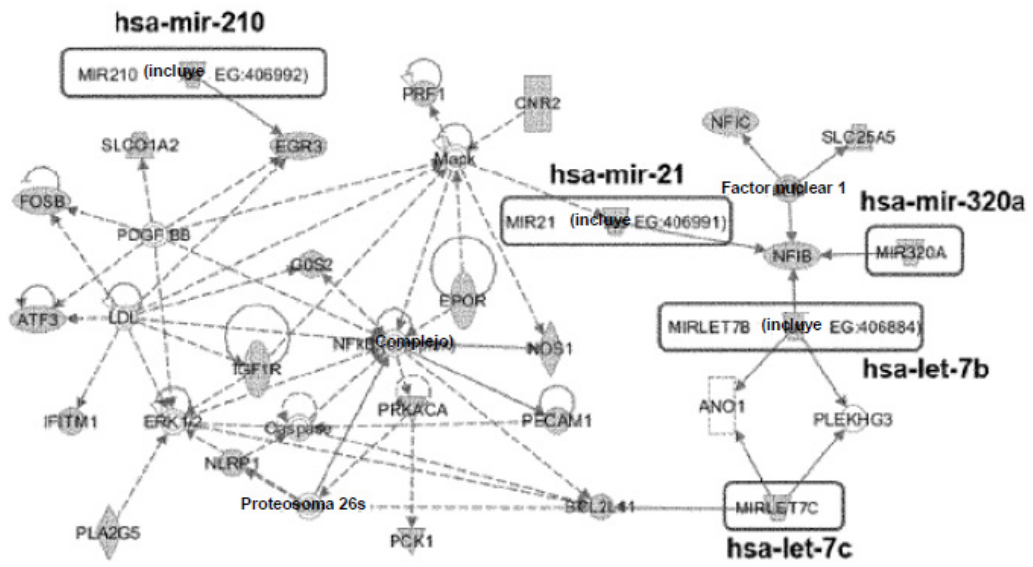 hsa-mir-210
MIR210 (incluye EG:406992)
PRF1
CNR2
NFIC
SLCO1A2
EGR3
SLC25A5
Mapk
hsa-mir-21
Factor nuclear 1
FOSB
hsa-mir-320a
MIR21 (incluye EG:406991)
PDGF BB
NFIB
MIR320A
G0S2
EPOR
ATF3
LDL
MIRLET7B (incluye EG:406884)
Complejo)
NOS1
IGF1R
hsa-let-7b
ANO1
PRKACA
IFITM1
ERK1/2
Caspase
PECAM1
PLEKHG3
NLRP1
Proteosoma 26s
MIRLET7C
PLA2G5
PCK1
hsa-let-7c